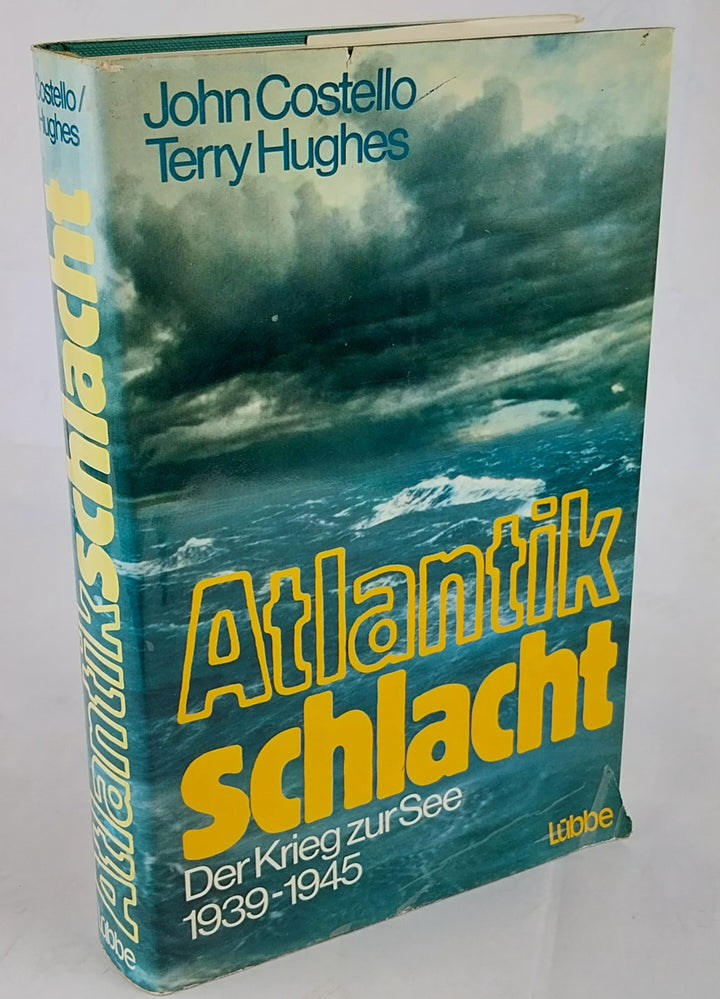 John Costello
Terry Hughes
Atlantik
schlacht
Der Krieg zur See
1939-1945
Lübbe
Costello/
Hughes
Atlantikschlacht
Lübbe